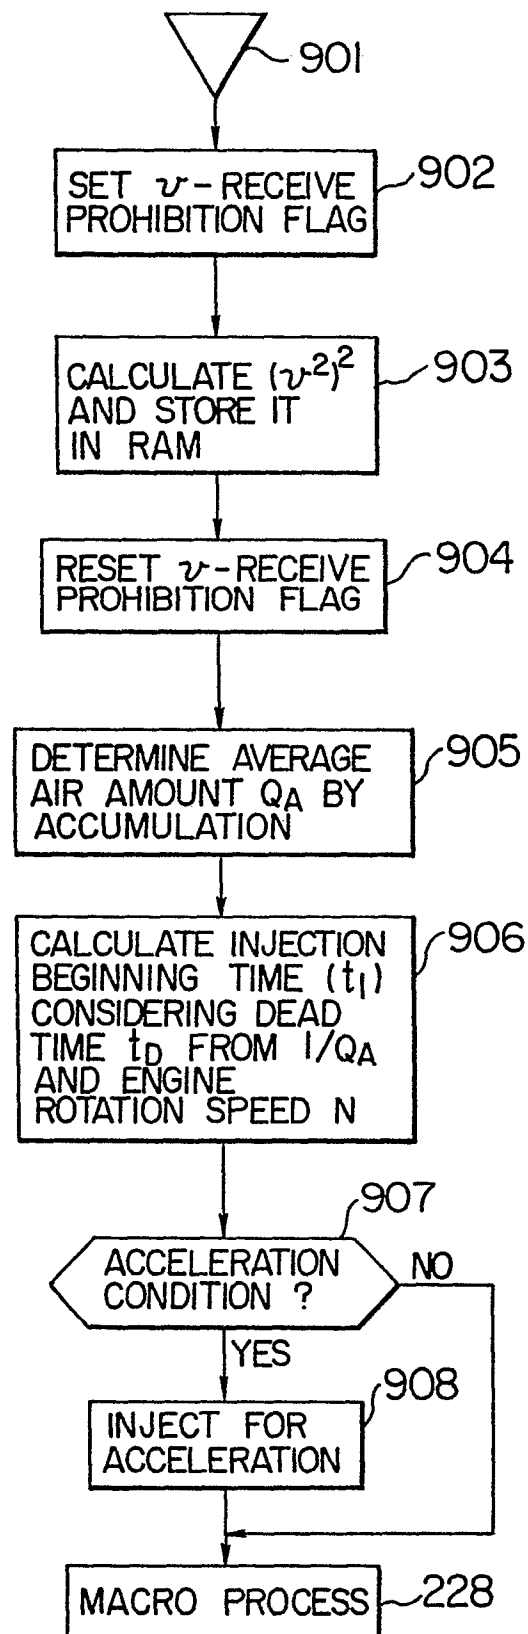 901
SET v-RECEIVE
PROHIBITION FLAG
902
CALCULATE (v²)²
AND STORE IT
IN RAM
903
RESET v-RECEIVE
PROHIBITION FLAG
904
DETERMINE AVERAGE
AIR AMOUNT QA BY
ACCUMULATION
905
CALCULATE INJECTION
BEGINNING TIME (t1)
CONSIDERING DEAD
TIME tD FROM 1/QA
AND ENGINE
ROTATION SPEED N
906
907
ACCELERATION
CONDITION ?
NO
YES
908
INJECT FOR
ACCELERATION
MACRO PROCESS
228